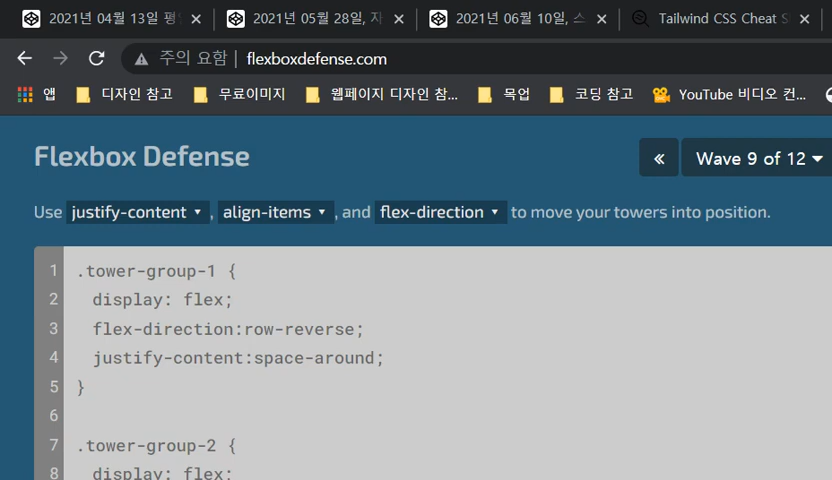 2021년 04월 13일 평
2021년 05월 28일, 지
2021년 06월 10일, 스
Tailwind CSS Cheat S
주의 요함 | flexboxdefense.com
앱 디자인 참고 무료이미지 웹페이지 디자인 참... 목업 코딩 참고 YouTube 비디오 컨...
Flexbox Defense
« Wave 9 of 12
Use justify-content , align-items , and flex-direction to move your towers into position.
1 .tower-group-1 {
2 display: flex;
3 flex-direction:row-reverse;
4 justify-content:space-around;
5 }
6
7 .tower-group-2 {
8 display: flex;